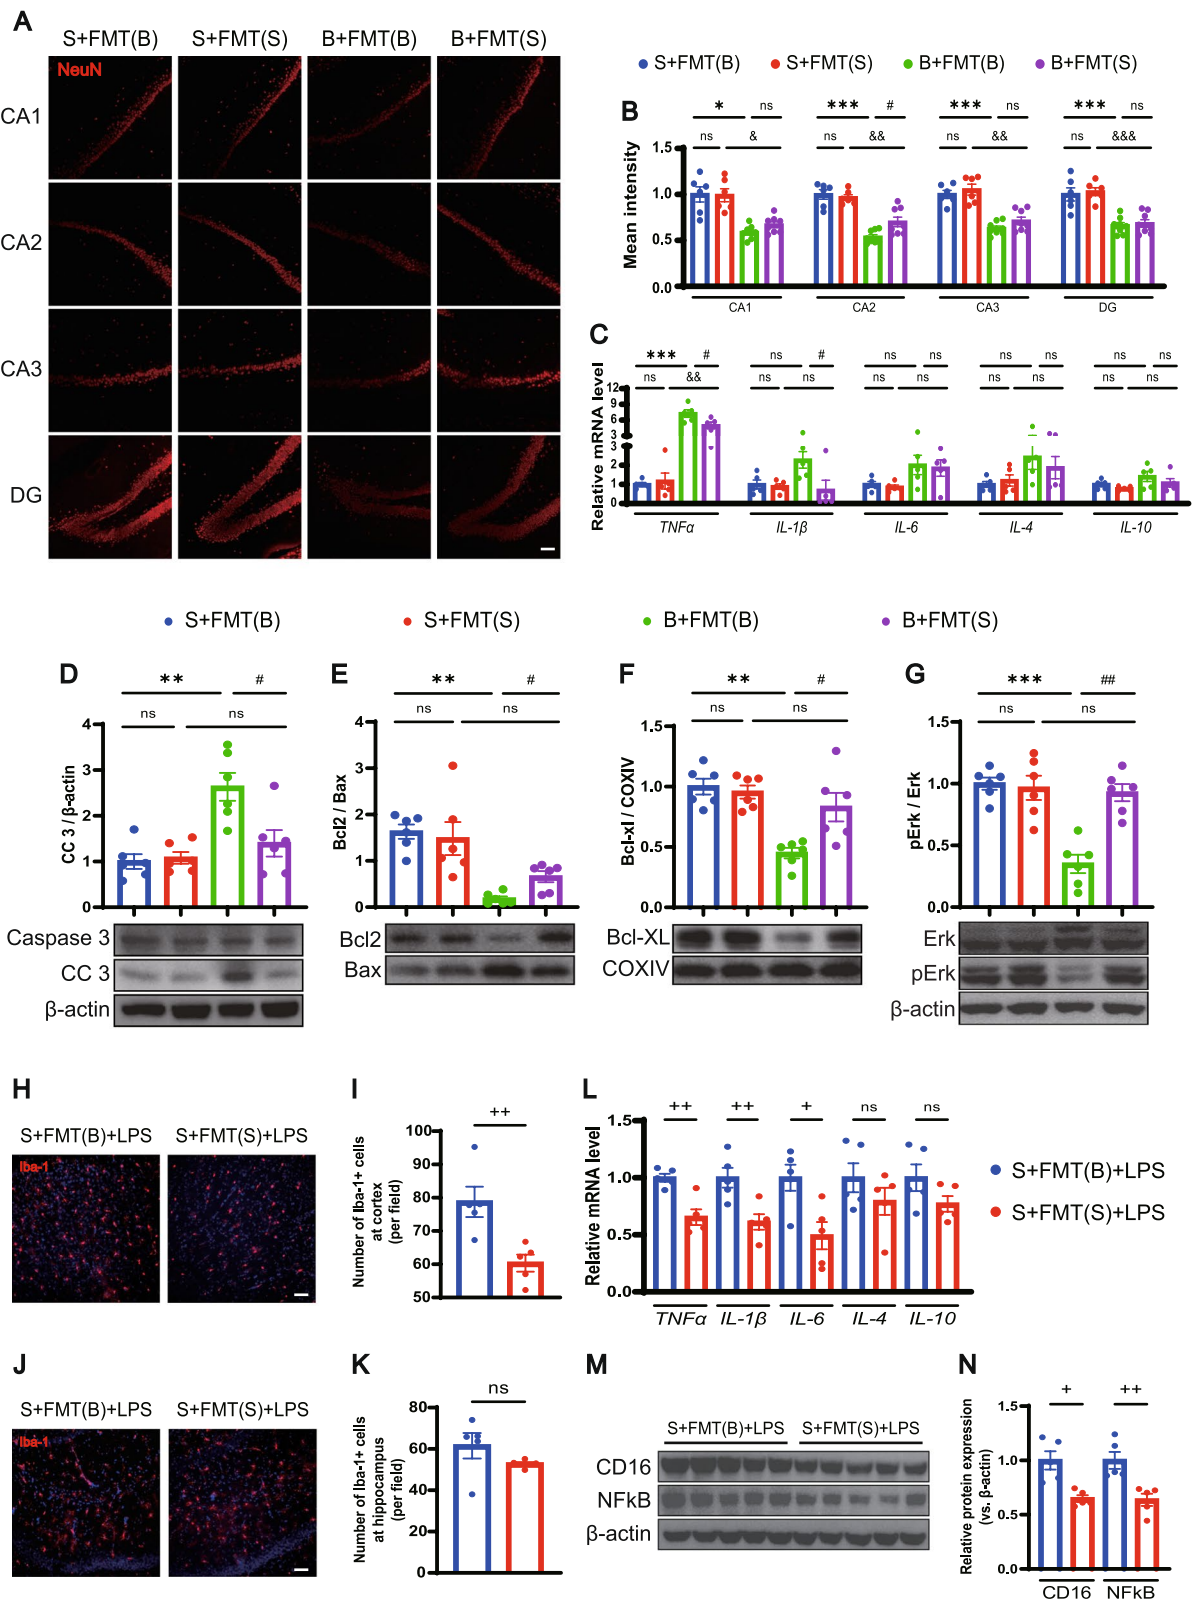 A
S+FMT(B) S+FMT(S) B+FMT(B) B+FMT(S)
NeuN
CA1
CA2
CA3
DG
S+FMT(B) S+FMT(S) B+FMT(B) B+FMT(S)
B
* ns *** # *** ns *** ns
ns & ns && ns && ns &&&
Mean intensity
1.5
1.0
0.5
0.0
CA1 CA2 CA3 DG
C
*** # ns # ns ns ns ns ns ns
ns && ns ns ns ns ns ns ns ns
Relative mRNA level
12
9
6
3
3
2
1
0
TNFα IL-1β IL-6 IL-4 IL-10
S+FMT(B) S+FMT(S) B+FMT(B) B+FMT(S)
D
** #
ns ns
CC 3 / β-actin
4
3
2
1
0
Caspase 3
CC 3
β-actin
E
** #
ns ns
Bcl2 / Bax
4
3
2
1
0
Bcl2
Bax
F
** #
ns ns
Bcl-xl / COXIV
1.5
1.0
0.5
0.0
Bcl-XL
COXIV
G
*** ##
ns ns
pErk / Erk
1.5
1.0
0.5
0.0
Erk
pErk
β-actin
H
S+FMT(B)+LPS S+FMT(S)+LPS
Iba-1
I
++
Number of Iba-1+ cells
at cortex
(per field)
100
90
80
70
60
50
L
++ ++ + ns ns
Relative mRNA level
1.5
1.0
0.5
0.0
TNFα IL-1β IL-6 IL-4 IL-10
S+FMT(B)+LPS
S+FMT(S)+LPS
J
S+FMT(B)+LPS S+FMT(S)+LPS
Iba-1
K
ns
Number of Iba-1+ cells
at hippocampus
(per field)
80
60
40
20
0
M
S+FMT(B)+LPS S+FMT(S)+LPS
CD16
NFkB
β-actin
N
+ ++
Relative protein expression
(vs. β-actin)
1.5
1.0
0.5
0.0
CD16 NFkB